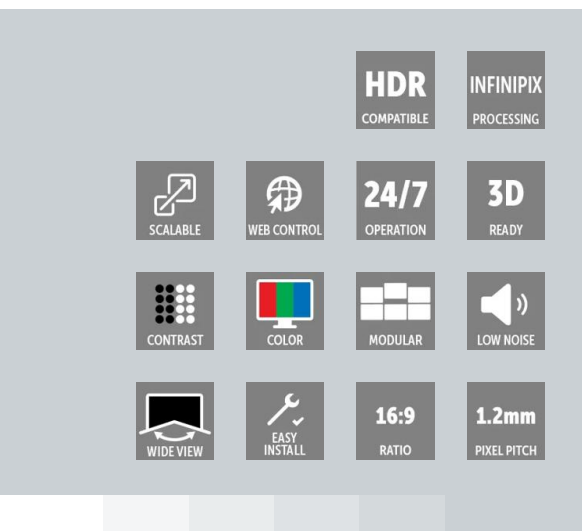 HDR
COMPATIBLE
INFINIPIX
PROCESSING
SCALABLE
WEB CONTROL
24/7
OPERATION
3D
READY
CONTRAST
COLOR
MODULAR
LOW NOISE
WIDE VIEW
EASY
INSTALL
16:9
RATIO
1.2mm
PIXEL PITCH